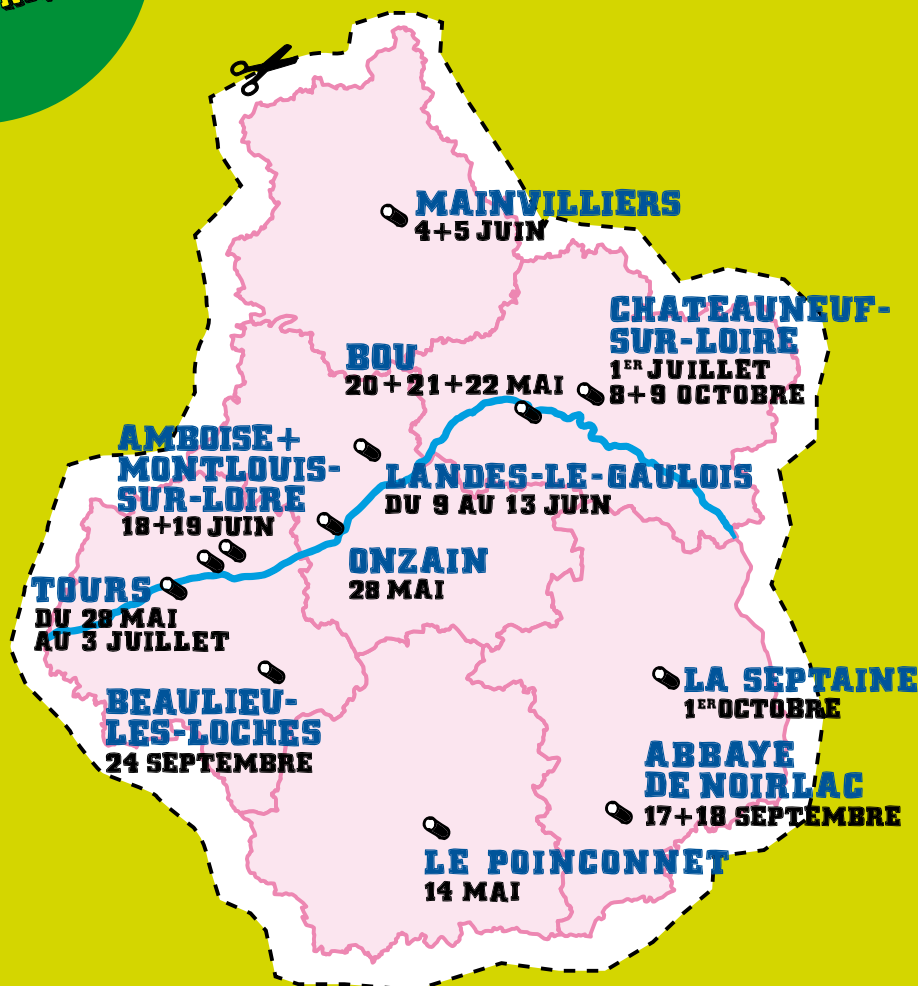 MAINVILLIERS
4+5 JUIN
CHATEAUNEUF-
SUR-LOIRE
1ER JUILLET
8+9 OCTOBRE
BOU
20+21+22 MAI
AMBOISE+
MONTLOUIS-
SUR-LOIRE
18+19 JUIN
LANDES-LE-GAULOIS
DU 9 AU 13 JUIN
ONZAIN
28 MAI
TOURS
DU 28 MAI
AU 3 JUILLET
BEAULIEU-
LES-LOCHES
24 SEPTEMBRE
LA SEPTAINE
1ER OCTOBRE
ABBAYE
DE NOIRLAC
17+18 SEPTEMBRE
LE POINCONNET
14 MAI